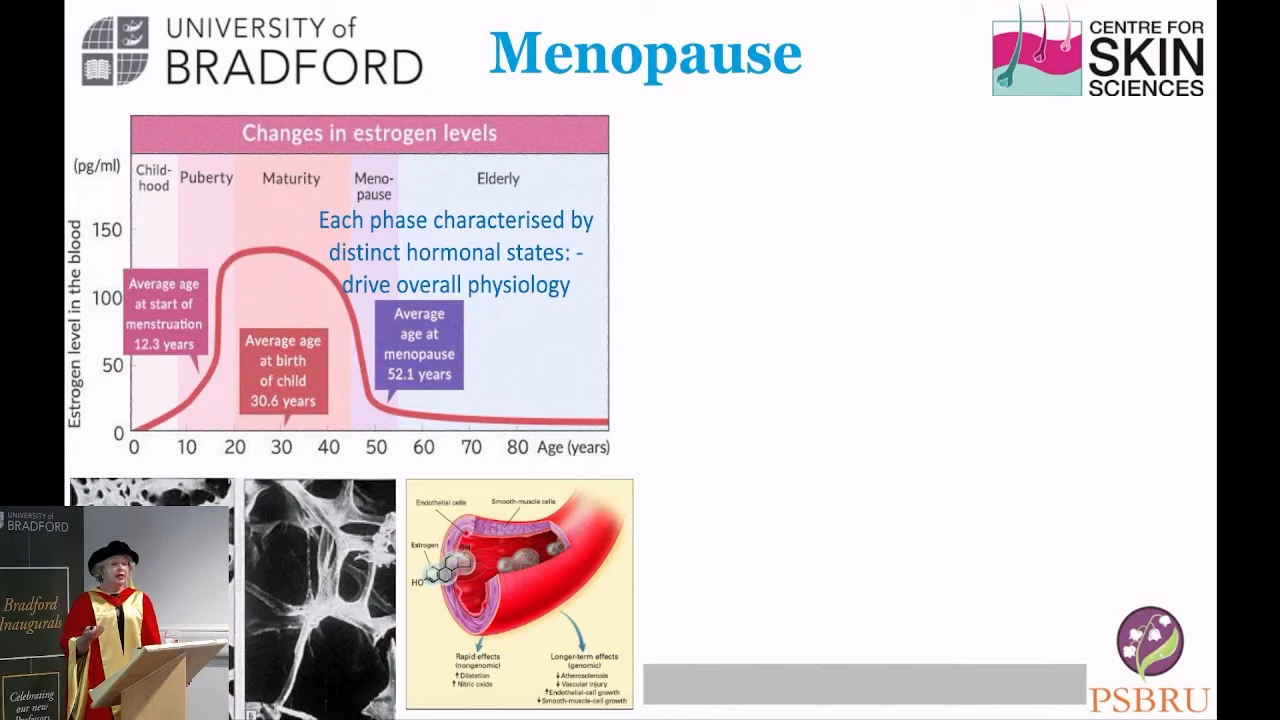 UNIVERSITY of
BRADFORD
Menopause
CENTRE FOR
SKIN
SCIENCES
Changes in estrogen levels
(pg/ml)
Child-
hood
Puberty
Maturity
Meno-
pause
Elderly
Each phase characterised by
distinct hormonal states: -
drive overall physiology
Estrogen level in the blood
150
100
50
0
Average age
at start of
menstruation
12.3 years
Average age
at birth
of child
30.6 years
Average
age at
menopause
52.1 years
0 10 20 30 40 50 60 70 80 Age (years)
Endothelial cells
Smooth-muscle cells
Estrogen
HO
OH
Rapid effects
(nongenomic)
↑Dilatation
↑Nitric oxide
Longer-term effects
(genomic)
↓Atherosclerosis
↓Vascular injury
↑Endothelial-cell growth
↓Smooth-muscle-cell growth
UNIVERSITY of
BRADFORD
Bradford
Inaugurals
Celebrating
our new
Professors
PSBRU